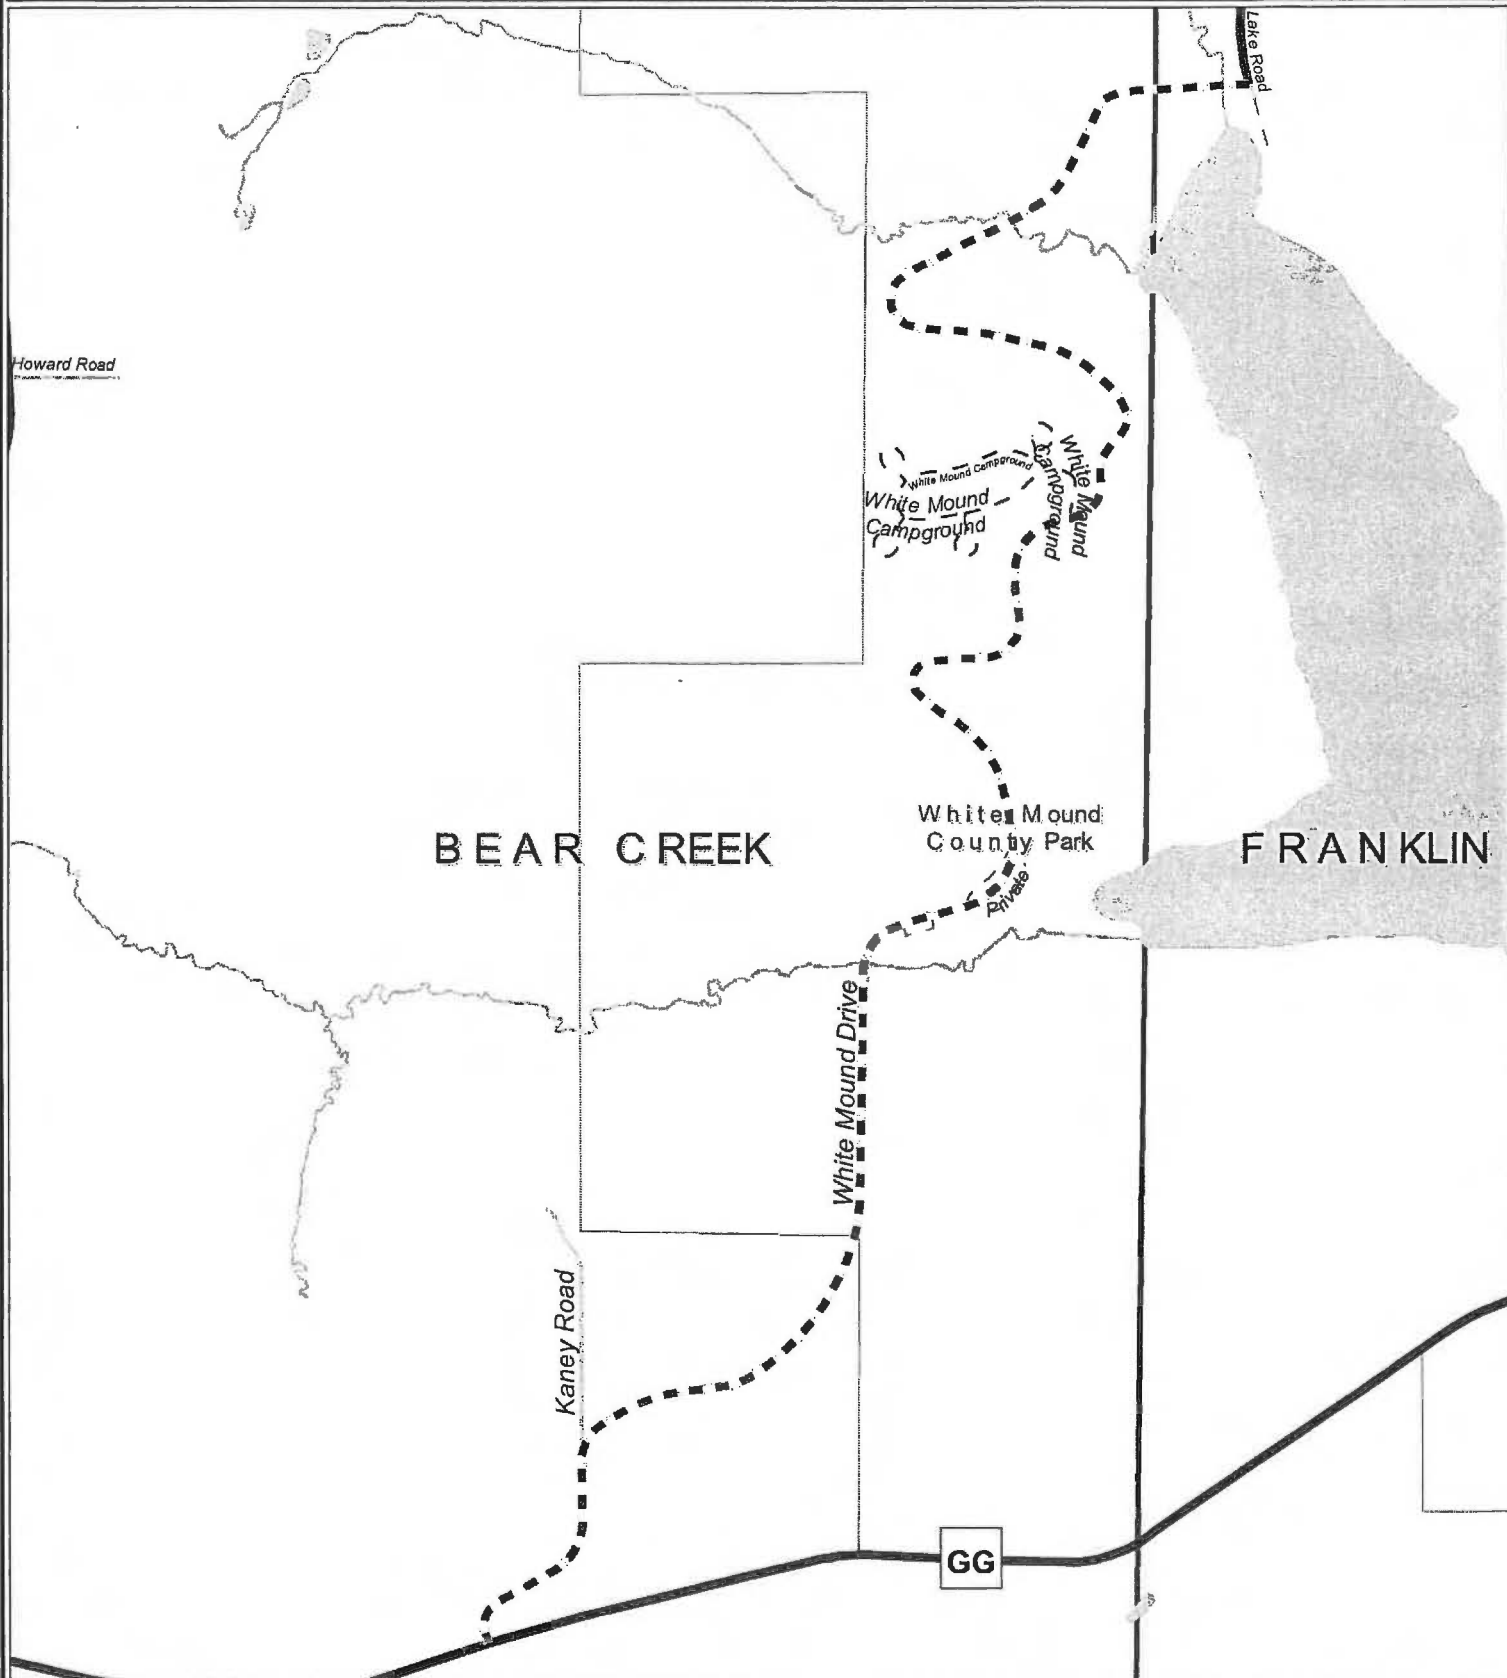 Lake Road
Howard Road
White Mound
Campground
White Mound Campground
White Mound
Campground
White Mound
County Park
BEAR CREEK
FRANKLIN
Private
White Mound Drive
Kaney Road
GG